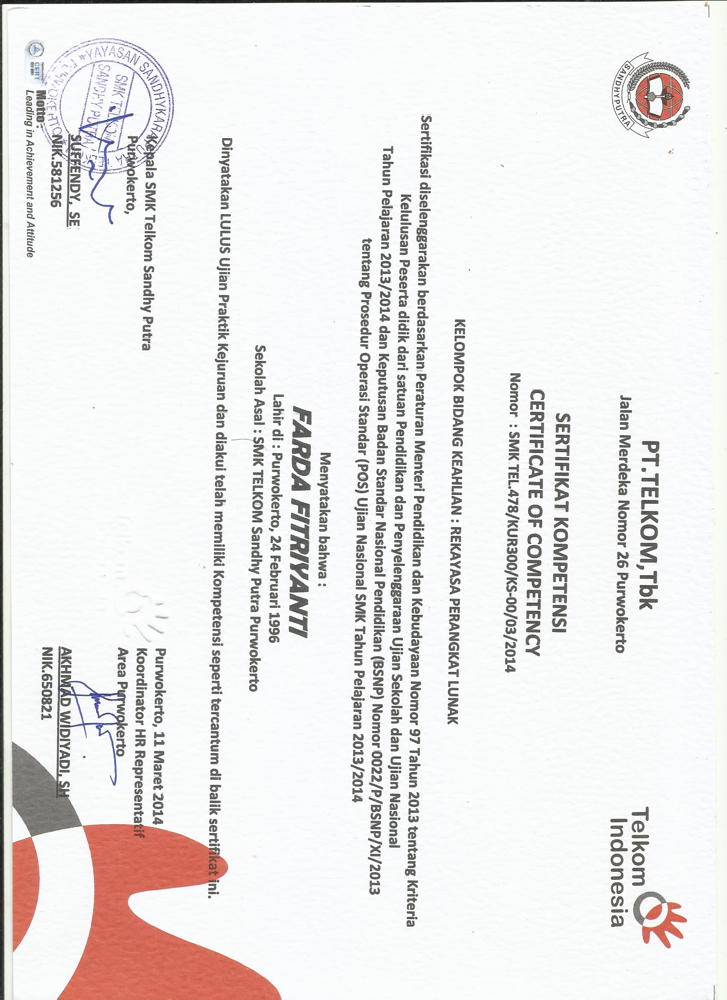 SANDHY PUTRA
Telkom
Indonesia
PT.TELKOM,Tbk
Jalan Merdeka Nomor 26 Purwokerto
SERTIFIKAT KOMPETENSI
CERTIFICATE OF COMPETENCY
Nomor : SMK TEL.478/KUR300/KS-00/03/2014
KELOMPOK BIDANG KEAHLIAN : REKAYASA PERANGKAT LUNAK
Sertifikasi diselenggarakan berdasarkan Peraturan Menteri Pendidikan dan Kebudayaan Nomor 97 Tahun 2013 tentang Kriteria
Kelulusan Peserta didik dari satuan Pendidikan dan Penyelenggaraan Ujian Sekolah dan Ujian Nasional
Tahun Pelajaran 2013/2014 dan Keputusan Badan Standar Nasional Pendidikan (BSNP) Nomor 0022/P/BSNP/XI/2013
tentang Prosedur Operasi Standar (POS) Ujian Nasional SMK Tahun Pelajaran 2013/2014
Menyatakan bahwa :
FARDA FITRIYANTI
Lahir di : Purwokerto, 24 Februari 1996
Sekolah Asal : SMK TELKOM Sandhy Putra Purwokerto
Dinyatakan LULUS Ujian Praktik Kejuruan dan diakui telah memiliki Kompetensi seperti tercantum di balik sertifikat ini.
Kepala SMK Telkom Sandhy Putra
Purwokerto,
SUFFENDY, SE
NIK.581256
YAYASAN SANDHYKARA
SMK TELKOM
SANDHY PUTRA
PURWOKERTO
Purwokerto, 11 Maret 2014
Koordinator HR Representatif
Area Purwokerto
AKHMAD WIDIYADI, SH
NIK.650821
CERT
ISO 9001
Motto :
Leading in Achievement and Attitude